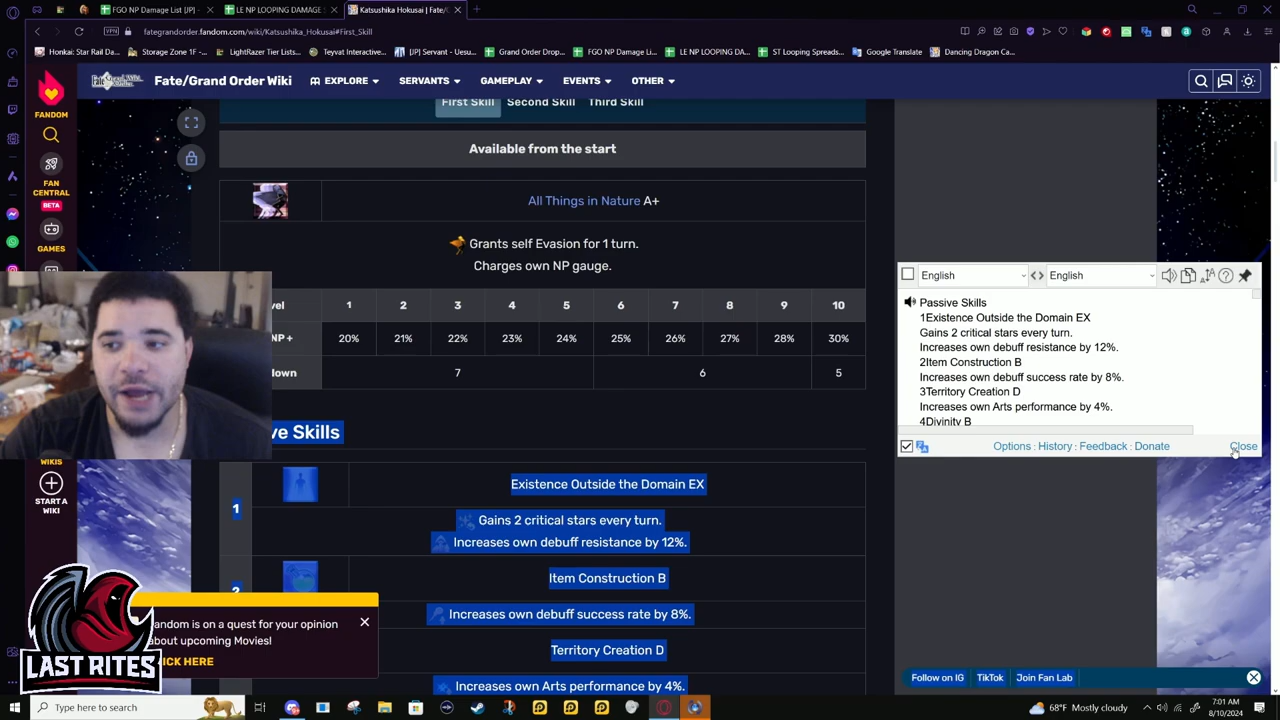 FGO NP Damage List [JP]
LE NP LOOPING DAMAGE
Katsushika Hokusai | Fate/G
VPN
fategrandorder.fandom.com/wiki/Katsushika_Hokusai#First_Skill
Honkai: Star Rail Da...
Storage Zone 1F -...
LightRazer Tier Lists...
Teyvat Interactive...
[JP] Servant - Uesu...
Grand Order Drop...
FGO NP Damage Li...
LE NP LOOPING DA...
ST Looping Spreads...
Google Translate
Dancing Dragon Ca...
Fate/Grand Order Wiki
EXPLORE
SERVANTS
GAMEPLAY
EVENTS
OTHER
FANDOM
FAN CENTRAL
BETA
GAMES
WIKIS
START A WIKI
First Skill Second Skill Third Skill
Available from the start
All Things in Nature A+
Grants self Evasion for 1 turn.
Charges own NP gauge.
vel 1 2 3 4 5 6 7 8 9 10
NP + 20% 21% 22% 23% 24% 25% 26% 27% 28% 30%
down 7 6 5
ve Skills
1 Existence Outside the Domain EX
Gains 2 critical stars every turn.
Increases own debuff resistance by 12%.
2 Item Construction B
Increases own debuff success rate by 8%.
Territory Creation D
Increases own Arts performance by 4%.
English English
Passive Skills
1Existence Outside the Domain EX
Gains 2 critical stars every turn.
Increases own debuff resistance by 12%.
2Item Construction B
Increases own debuff success rate by 8%.
3Territory Creation D
Increases own Arts performance by 4%.
4Divinity B
Options : History : Feedback : Donate
Close
andom is on a quest for your opinion
about upcoming Movies!
ICK HERE
LAST RITES
Follow on IG
TikTok
Join Fan Lab
Type here to search
68°F Mostly cloudy
7:01 AM
8/10/2024